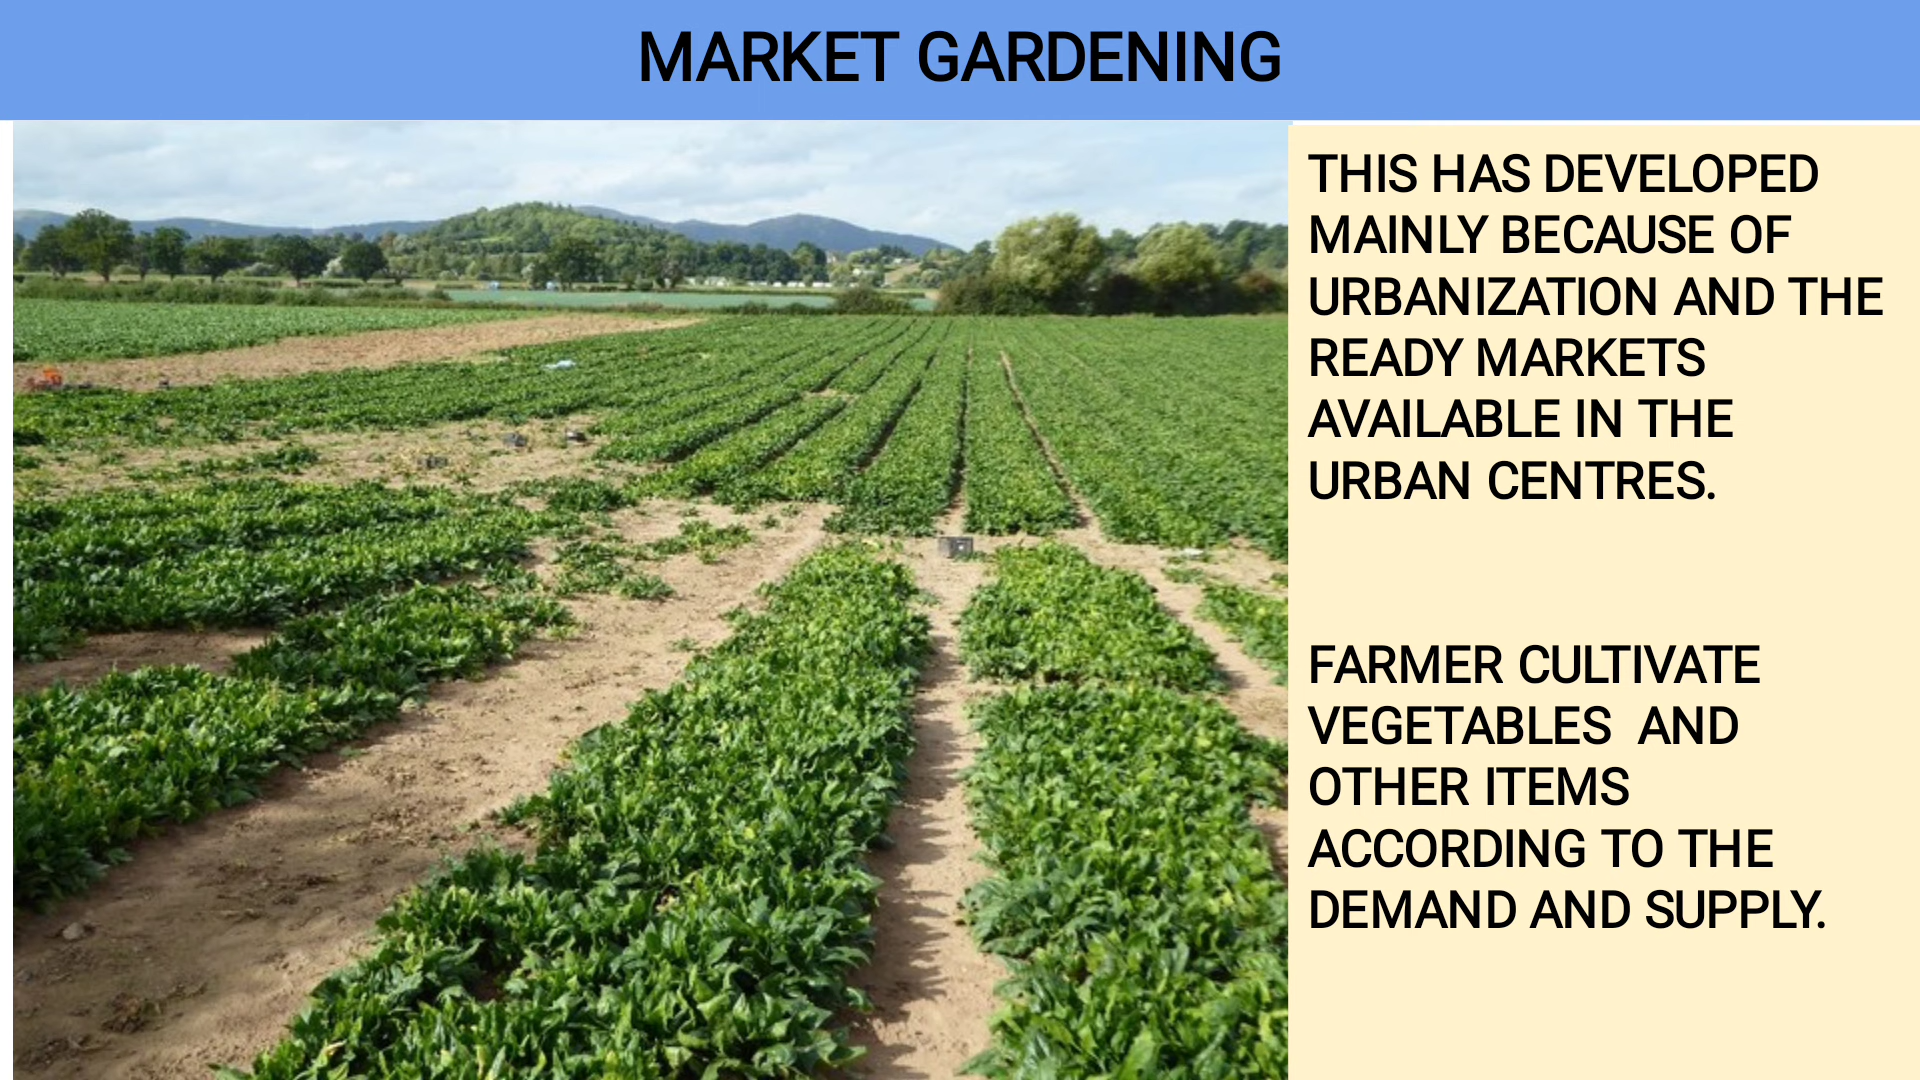 MARKET GARDENING
THIS HAS DEVELOPED
MAINLY BECAUSE OF
URBANIZATION AND THE
READY MARKETS
AVAILABLE IN THE
URBAN CENTRES.
FARMER CULTIVATE
VEGETABLES  AND
OTHER ITEMS
ACCORDING TO THE
DEMAND AND SUPPLY.